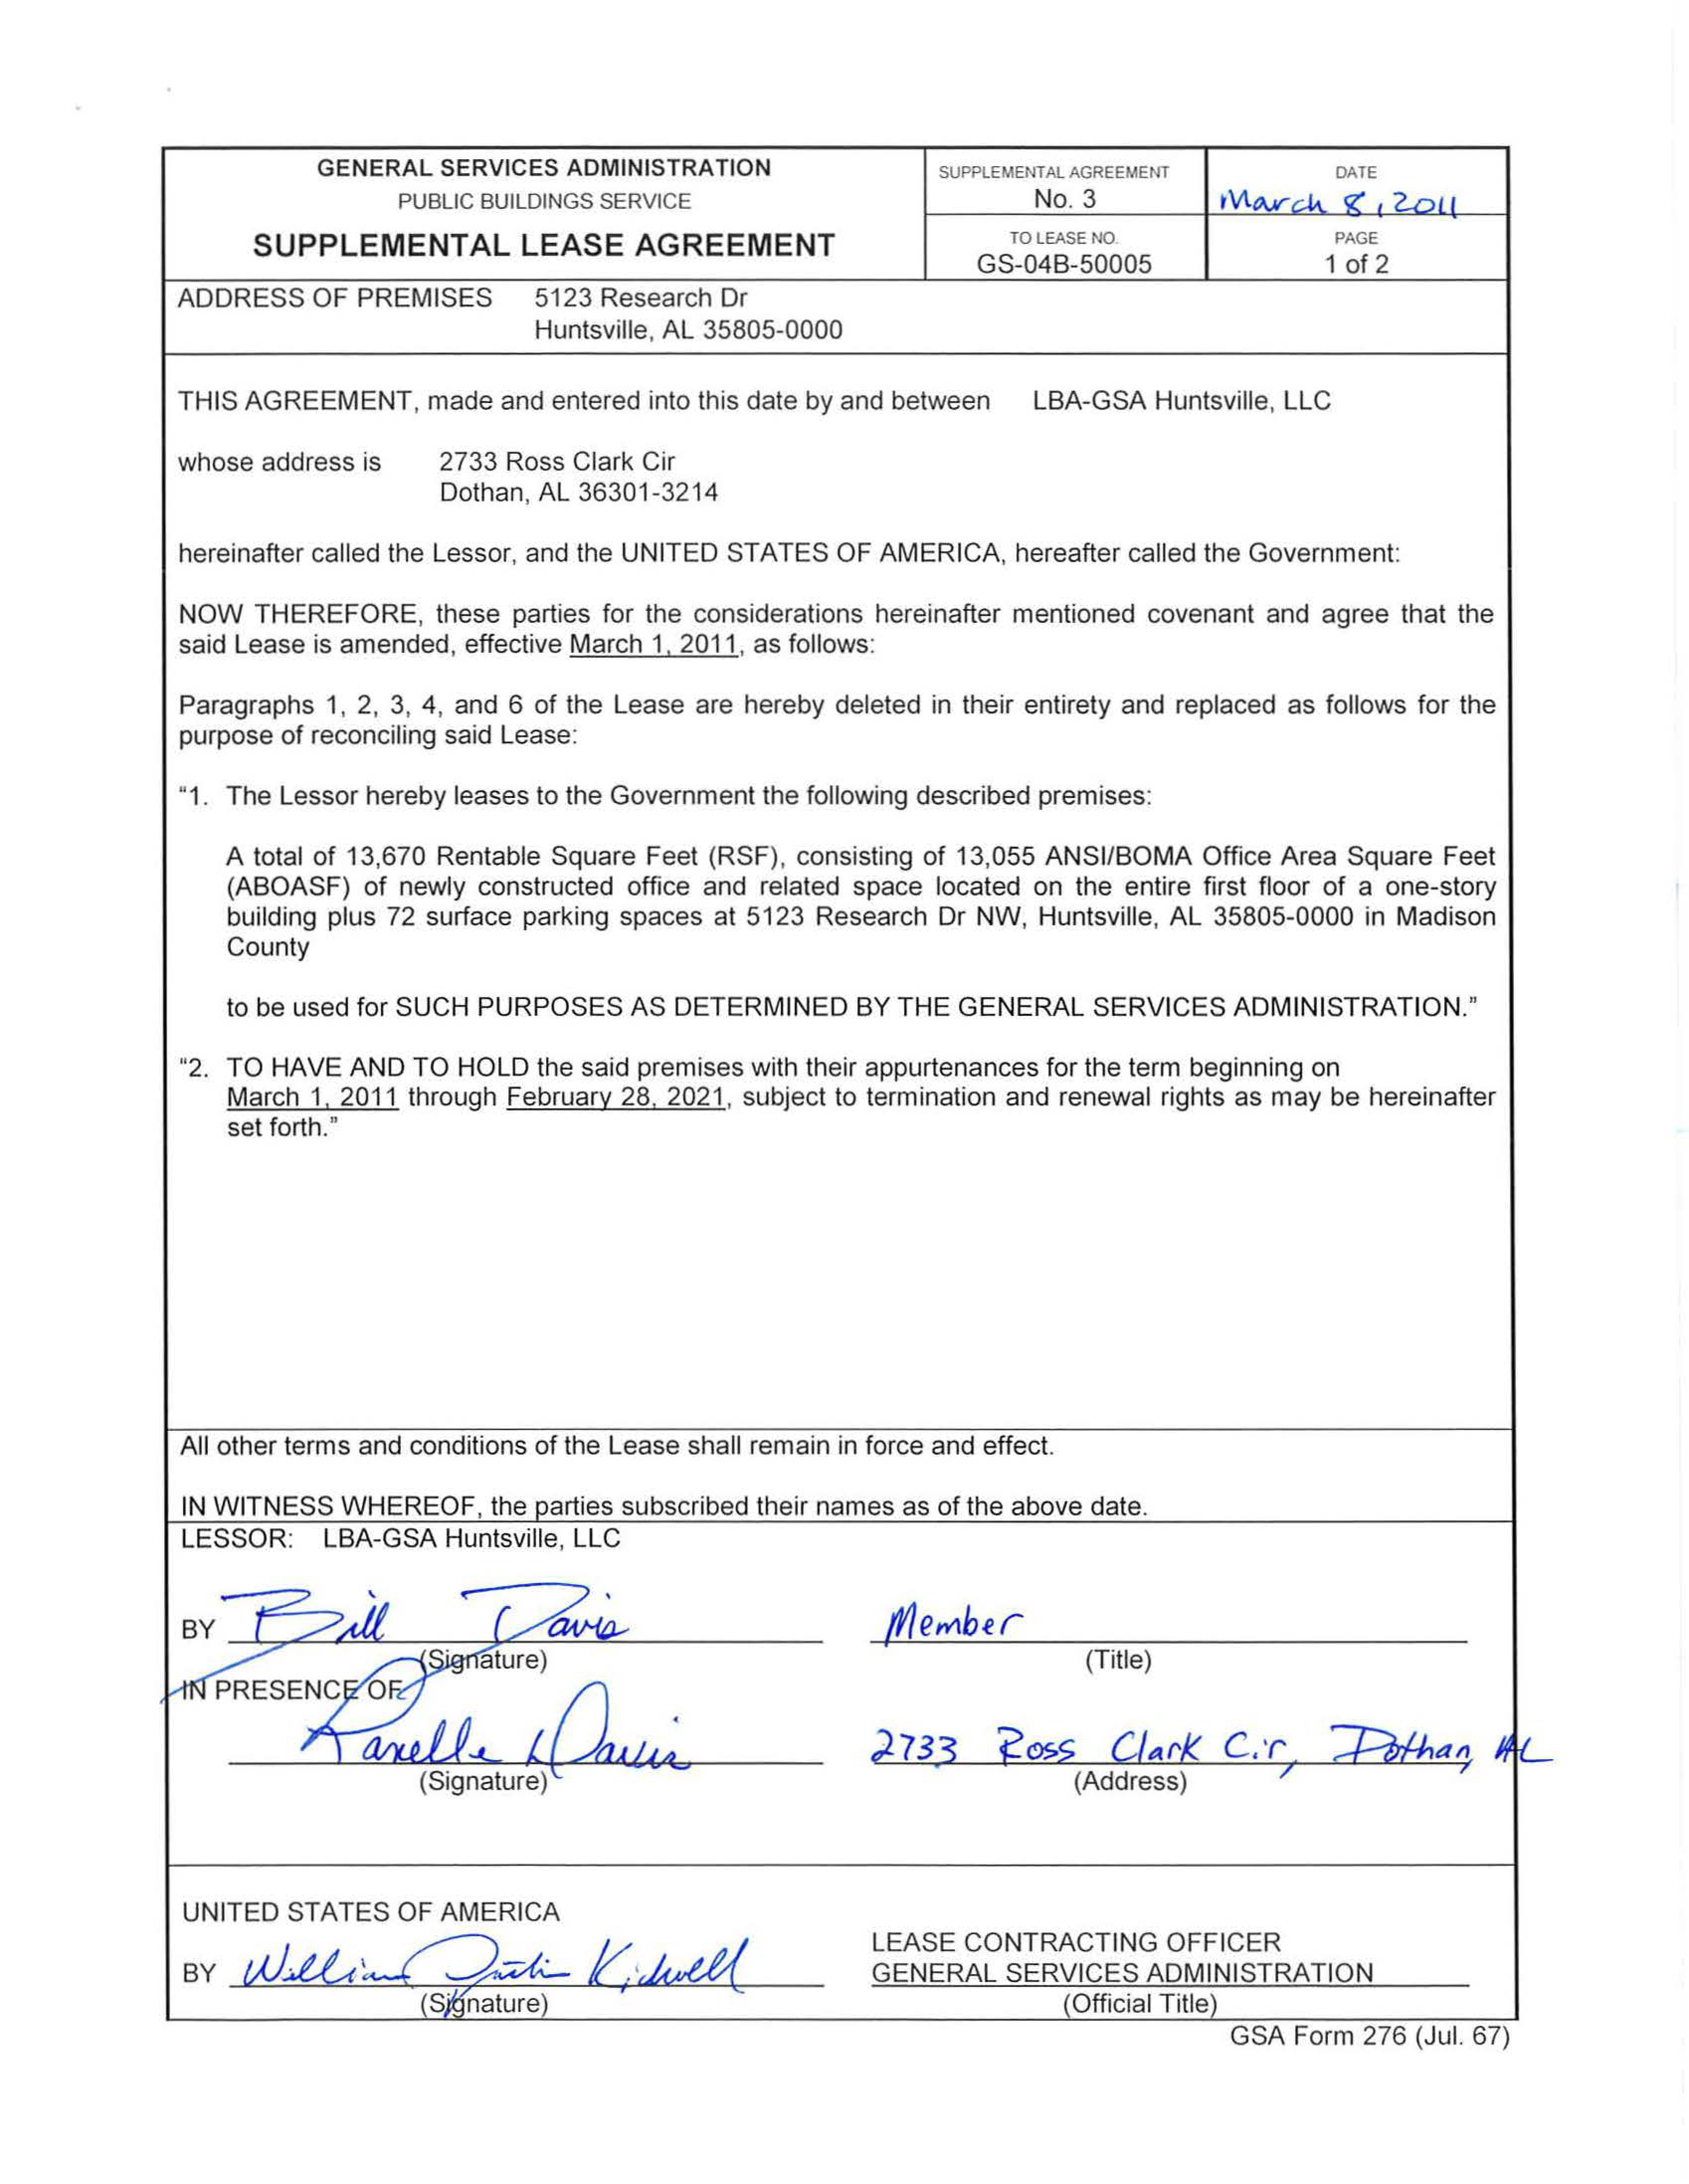 GENERAL SERVICES ADMINISTRATION
PUBLIC BUILDINGS SERVICE
SUPPLEMENTAL LEASE AGREEMENT
SUPPLEMENTAL AGREEMENT
No. 3
DATE
March 8, 2011
TO LEASE NO.
GS-04B-50005
PAGE
1 of 2
ADDRESS OF PREMISES 5123 Research Dr
Huntsville, AL 35805-0000
THIS AGREEMENT, made and entered into this date by and between LBA-GSA Huntsville, LLC
whose address is 2733 Ross Clark Cir
Dothan, AL 36301-3214
hereinafter called the Lessor, and the UNITED STATES OF AMERICA, hereafter called the Government:
NOW THEREFORE, these parties for the considerations hereinafter mentioned covenant and agree that the
said Lease is amended, effective March 1, 2011, as follows:
Paragraphs 1, 2, 3, 4, and 6 of the Lease are hereby deleted in their entirety and replaced as follows for the
purpose of reconciling said Lease:
“1. The Lessor hereby leases to the Government the following described premises:
A total of 13,670 Rentable Square Feet (RSF), consisting of 13,055 ANSI/BOMA Office Area Square Feet
(ABOASF) of newly constructed office and related space located on the entire first floor of a one-story
building plus 72 surface parking spaces at 5123 Research Dr NW, Huntsville, AL 35805-0000 in Madison
County
to be used for SUCH PURPOSES AS DETERMINED BY THE GENERAL SERVICES ADMINISTRATION.”
“2. TO HAVE AND TO HOLD the said premises with their appurtenances for the term beginning on
March 1, 2011 through February 28, 2021, subject to termination and renewal rights as may be hereinafter
set forth.”
All other terms and conditions of the Lease shall remain in force and effect.
IN WITNESS WHEREOF, the parties subscribed their names as of the above date.
LESSOR: LBA-GSA Huntsville, LLC
BY Bill Davis Member
(Signature) (Title)
IN PRESENCE OF
Davis 2733 Ross Clark Cir, Dothan, AL
(Signature) (Address)
UNITED STATES OF AMERICA
LEASE CONTRACTING OFFICER
BY William Justin Kidwell GENERAL SERVICES ADMINISTRATION
(Signature) (Official Title)
GSA Form 276 (Jul. 67)